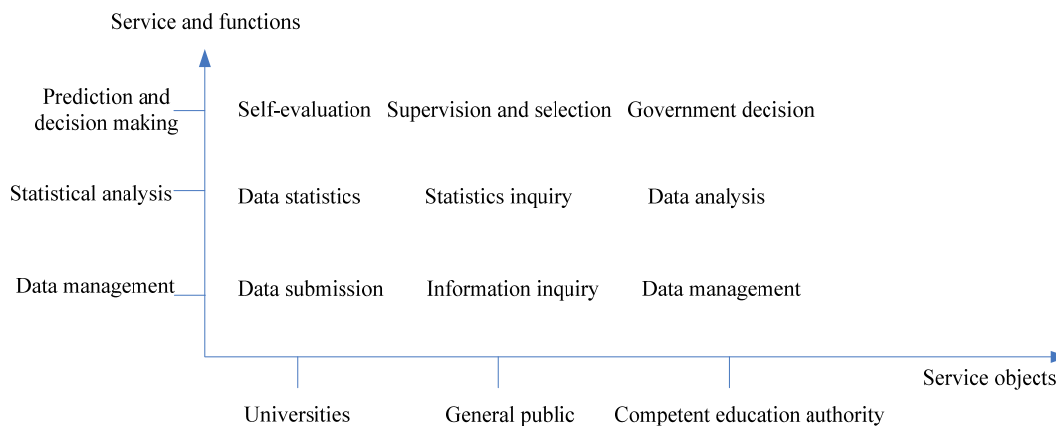 Service and functions
Prediction and
decision making
Self-evaluation
Supervision and selection
Government decision
Statistical analysis
Data statistics
Statistics inquiry
Data analysis
Data management
Data submission
Information inquiry
Data management
Service objects
Universities
General public
Competent education authority